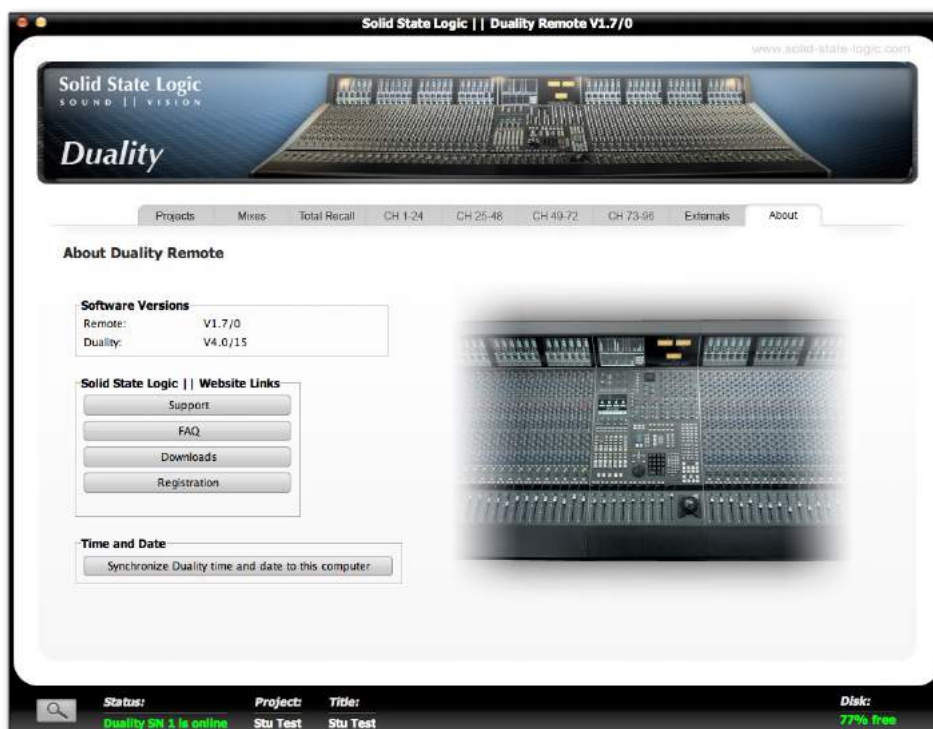 Solid State Logic || Duality Remote V1.7/0
www.solid-state-logic.com
Solid State Logic
SOUND || VISION
Duality
Projects Mixes Total Recall CH 1-24 CH 25-48 CH 49-72 CH 73-96 Externals About
About Duality Remote
Software Versions
Remote: V1.7/0
Duality: V4.0/15
Solid State Logic || Website Links
Support
FAQ
Downloads
Registration
Time and Date
Synchronize Duality time and date to this computer
Status: Project: Title: Disk:
Duality SN 1 is online Stu Test Stu Test 77% free